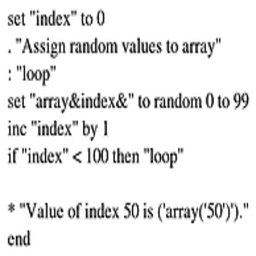 set "index" to 0
. "Assign random values to array"
: "loop"
set "array&index&" to random 0 to 99
inc "index" by 1
if "index" < 100 then "loop"
* "Value of index 50 is ('array('50')')."
end